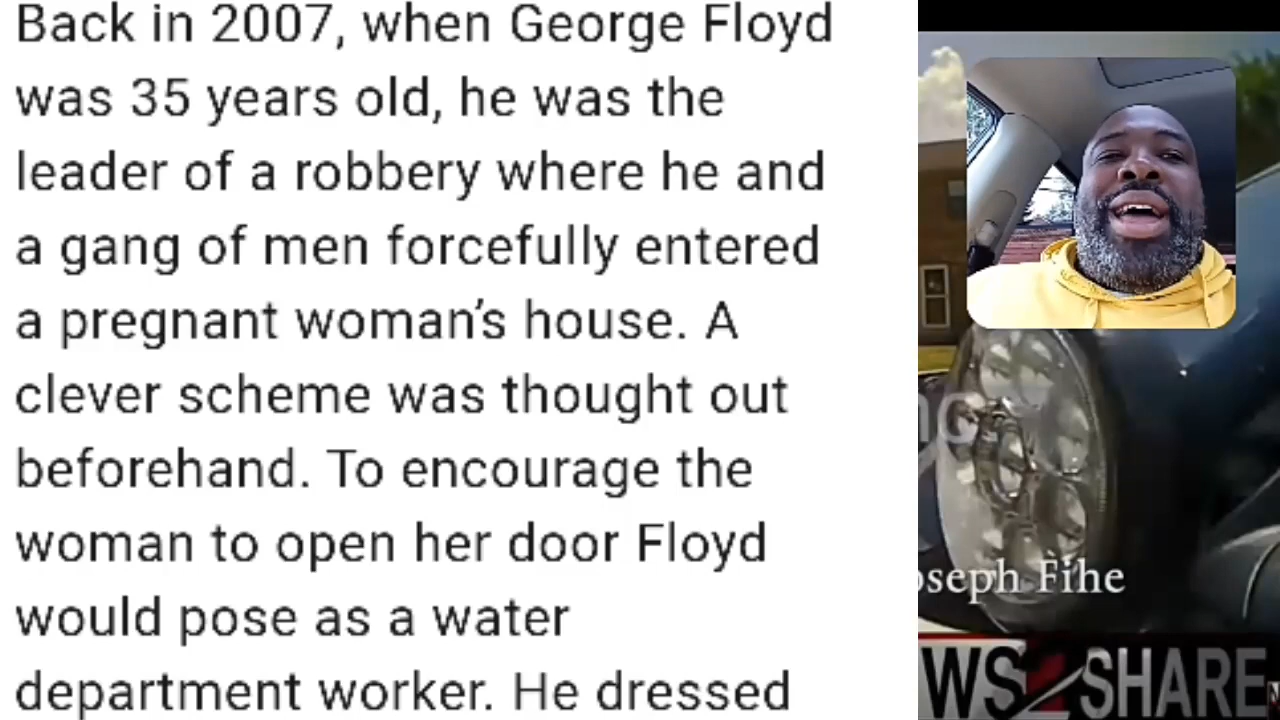 Back in 2007, when George Floyd
was 35 years old, he was the
leader of a robbery where he and
a gang of men forcefully entered
a pregnant woman’s house. A
clever scheme was thought out
beforehand. To encourage the
woman to open her door Floyd
would pose as a water
department worker. He dressed
oseph Fihe
WS2SHARE